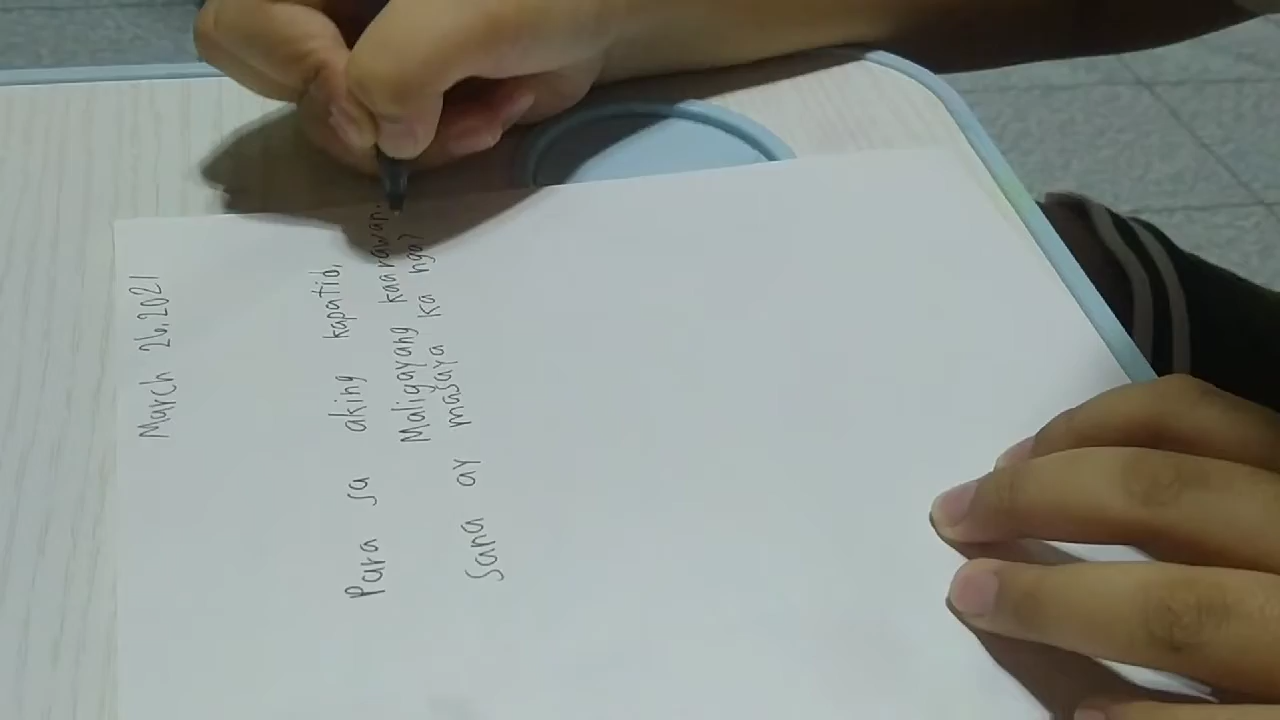 March 26, 2021
Para sa aking kapatid,
Maligayang kaarawan.
Sana ay masaya ka nga